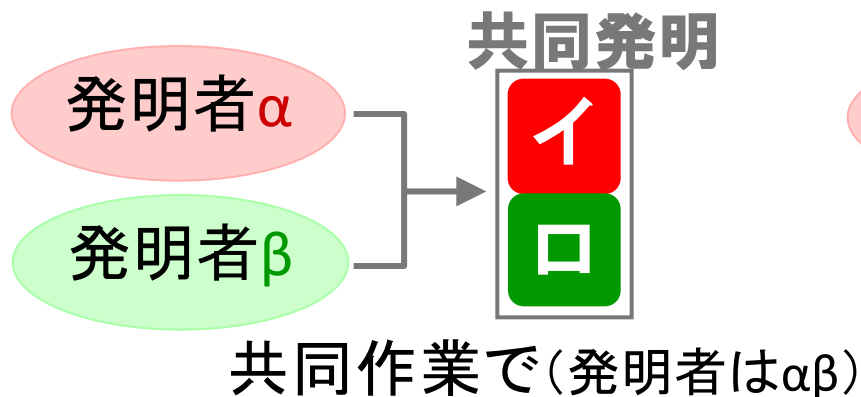 共同発明
発明者α
イ
発明者β
ロ
共同作業で(発明者はαβ)